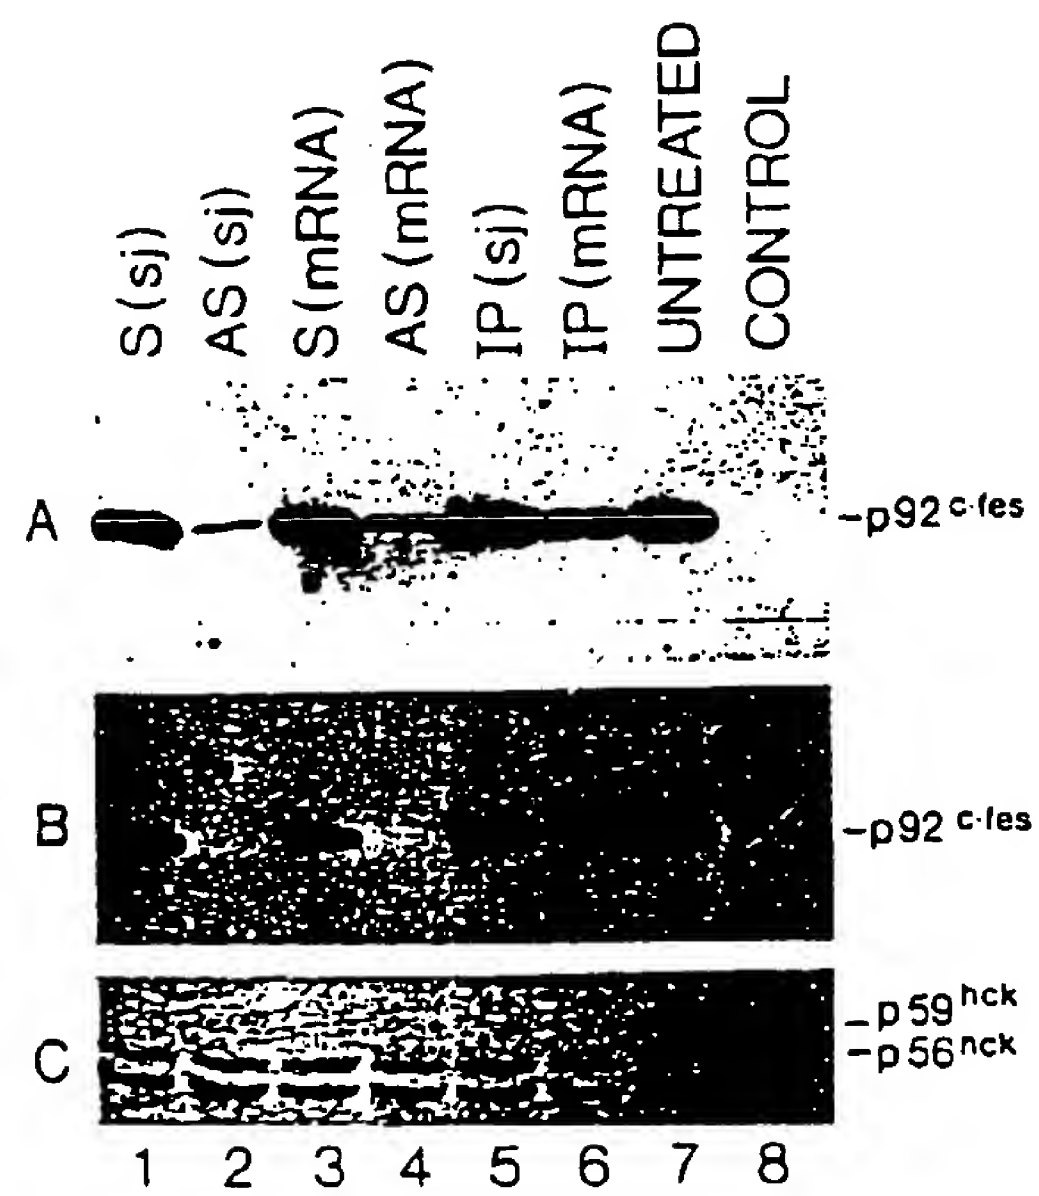 S (sj)
AS (sj)
S (mRNA)
AS (mRNA)
IP (sj)
IP (mRNA)
UNTREATED
CONTROL
A
-p92 c-fes
B
-p92 c-fes
C
-p59 hck
-p56 hck
1 2 3 4 5 6 7 8